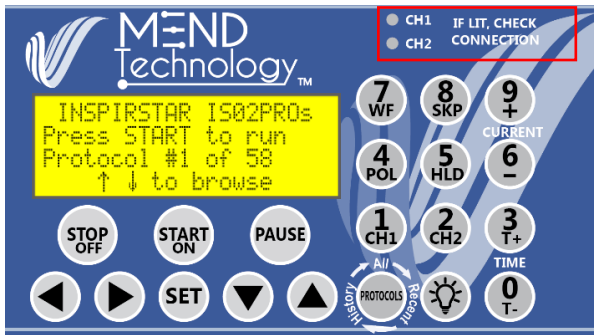 MEND
Technology™
CH1
CH2
IF LIT, CHECK
CONNECTION
INSPIRSTAR IS02PROs
Press START to run
Protocol #1 of 58
↑ ↓ to browse
7
WF
8
SKP
9
+
CURRENT
4
POL
5
HLD
6
−
1
CH1
2
CH2
3
T+
TIME
0
T-
STOP
OFF
START
ON
PAUSE
SET
All
Recent
History
PROTOCOLS